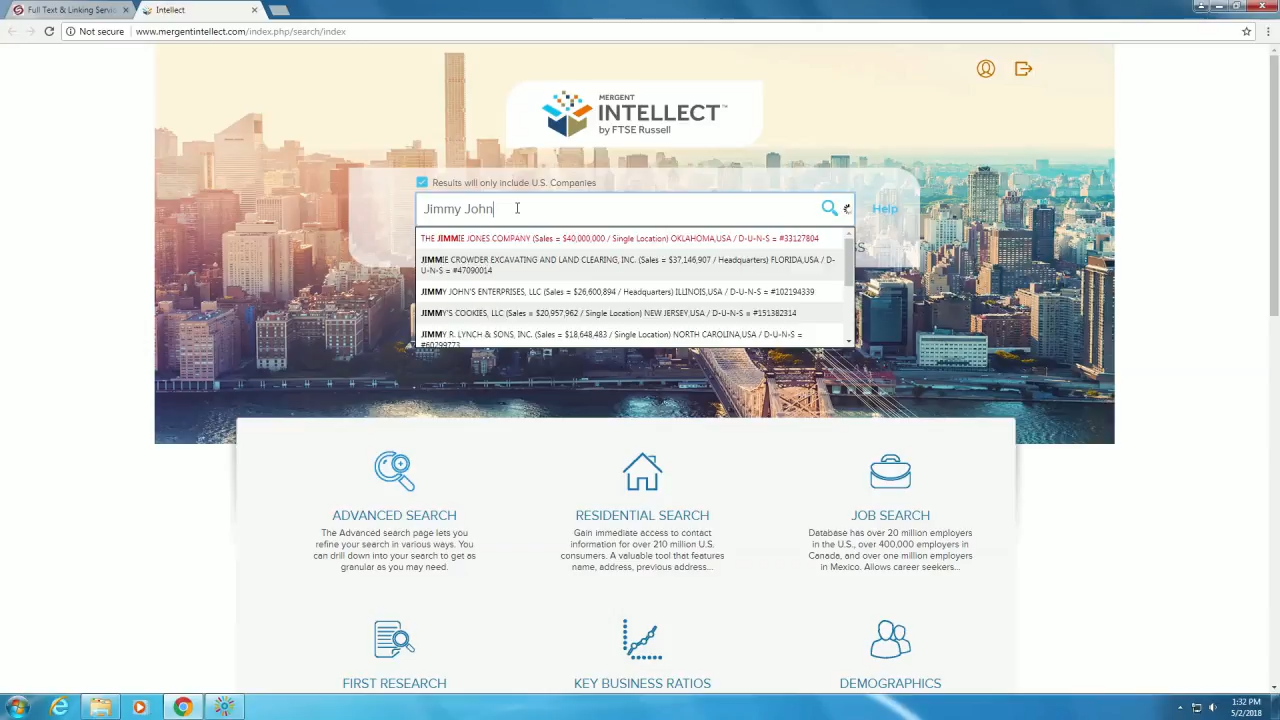 Full Text & Linking Servi
Intellect
Not secure
www.mergentintellect.com/index.php/search/index
MERGENT
INTELLECT™
by FTSE Russell
Results will only include U.S. Companies
Jimmy John
Help
THE JIMMIE JONES COMPANY (Sales = $40,000,000 / Single Location) OKLAHOMA,USA / D-U-N-S = #33127804
JIMMIE CROWDER EXCAVATING AND LAND CLEARING, INC. (Sales = $37,146,907 / Headquarters) FLORIDA,USA / D-
U-N-S = #47090014
JIMMY JOHN'S ENTERPRISES, LLC (Sales = $26,600,894 / Headquarters) ILLINOIS,USA / D-U-N-S = #102194339
JIMMY'S COOKIES, LLC (Sales = $20,957,962 / Single Location) NEW JERSEY,USA / D-U-N-S = #151382314
JIMMY R. LYNCH & SONS, INC. (Sales = $18,648,483 / Single Location) NORTH CAROLINA,USA / D-U-N-S =
#60299773
ADVANCED SEARCH
The Advanced search page lets you
refine your search in various ways. You
can drill down into your search to get as
granular as you may need.
RESIDENTIAL SEARCH
Gain immediate access to contact
information for over 210 million U.S.
consumers. A valuable tool that features
name, address, previous address...
JOB SEARCH
Database has over 20 million employers
in the U.S., over 400,000 employers in
Canada, and over one million employers
in Mexico. Allows career seekers...
FIRST RESEARCH
KEY BUSINESS RATIOS
DEMOGRAPHICS
1:32 PM
5/2/2018